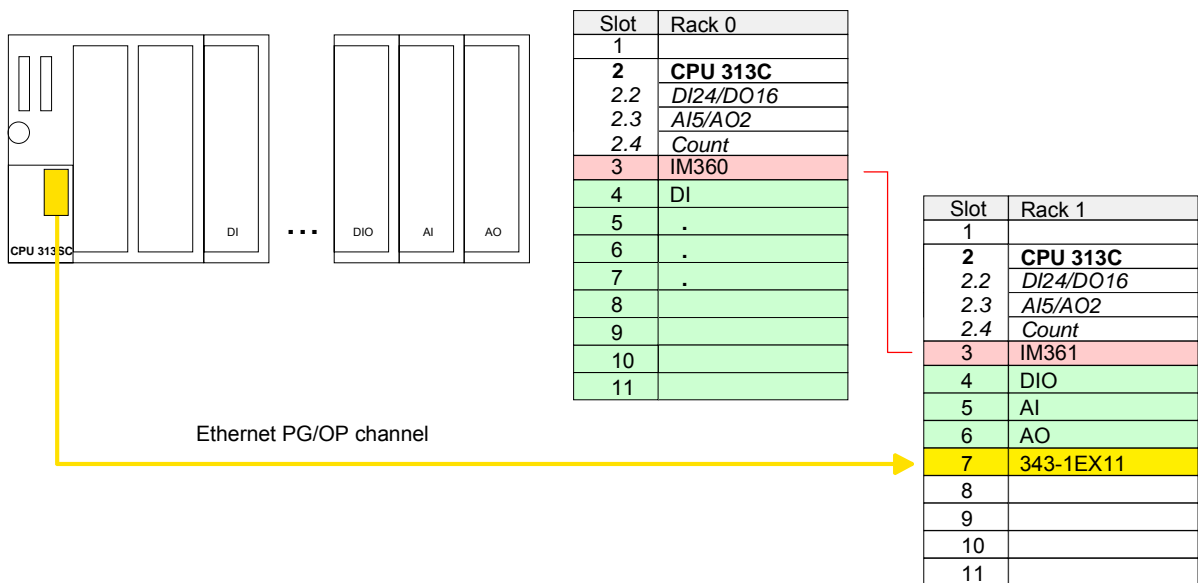 Slot Rack 0
1
2 CPU 313C
2.2 DI24/DO16
2.3 AI5/AO2
2.4 Count
3 IM360
4 DI
5 .
6 .
7 .
8
9
10
11
DI ... DIO AI AO
CPU 313SC
Slot Rack 1
1
2 CPU 313C
2.2 DI24/DO16
2.3 AI5/AO2
2.4 Count
3 IM361
4 DIO
5 AI
6 AO
7 343-1EX11
8
9
10
11
Ethernet PG/OP channel